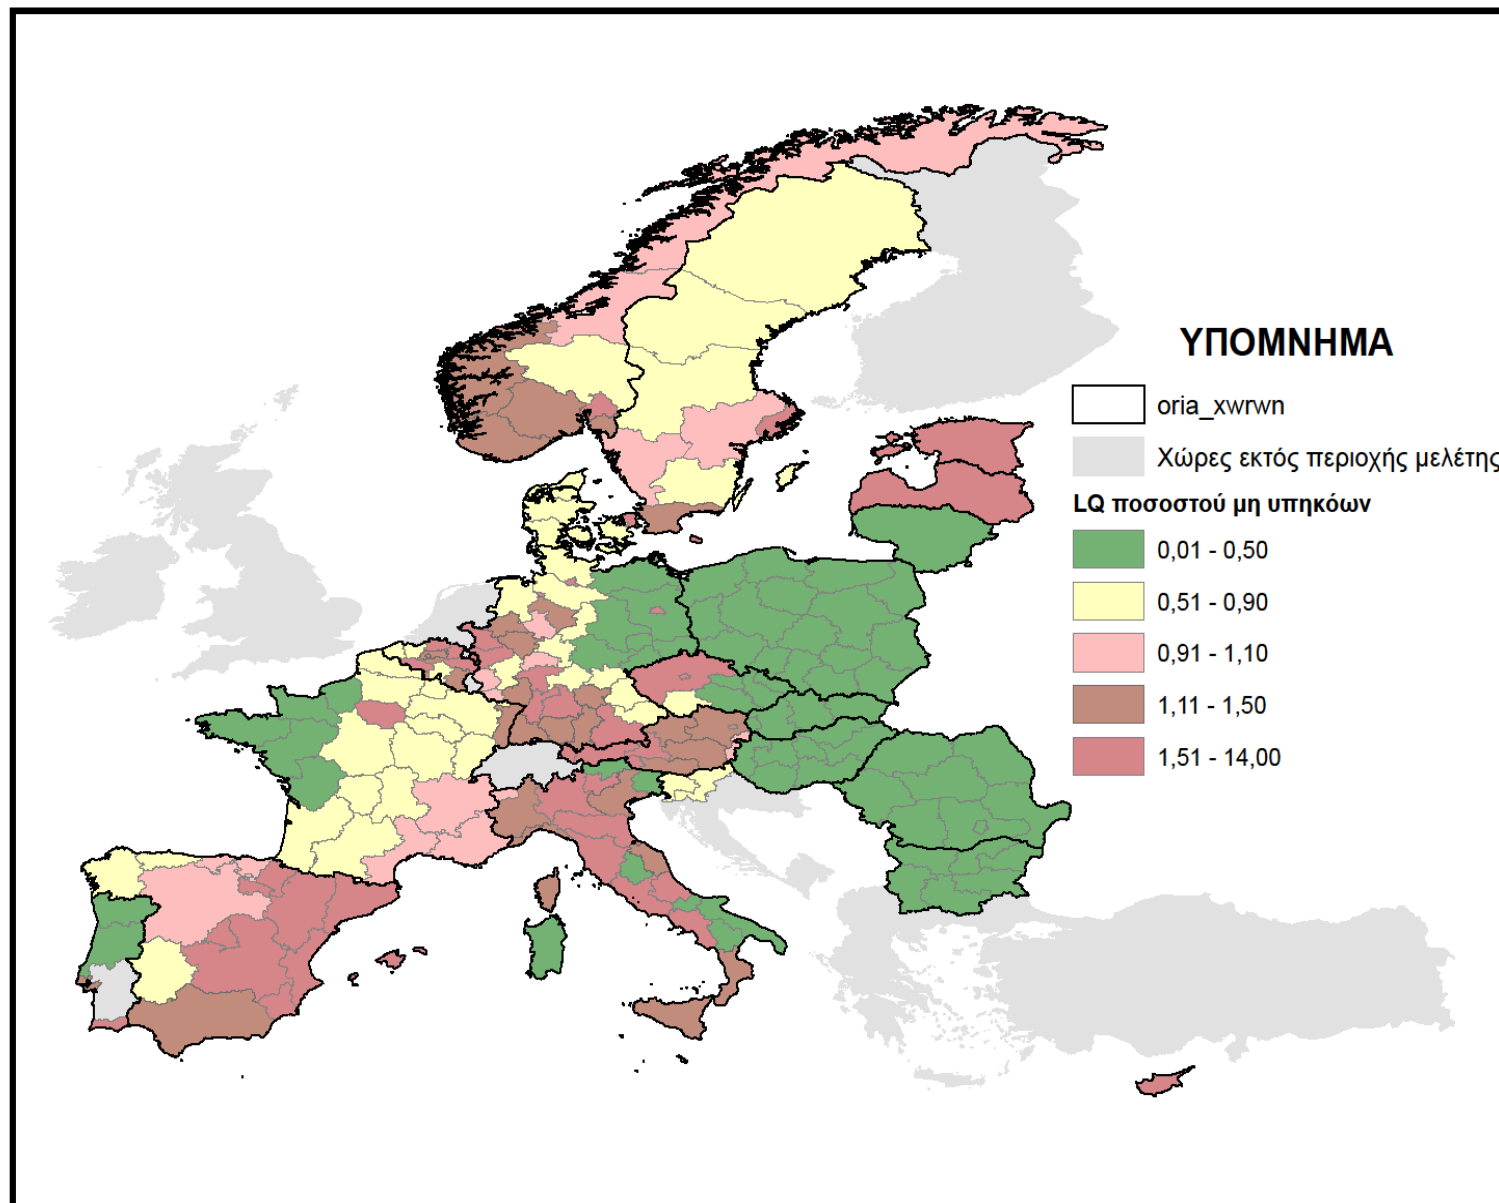 ΥΠΟΜΝΗΜΑ
oria_xwrwn
Χώρες εκτός περιοχής μελέτης
LQ ποσοστού μη υπηκόων
0,01 - 0,50
0,51 - 0,90
0,91 - 1,10
1,11 - 1,50
1,51 - 14,00